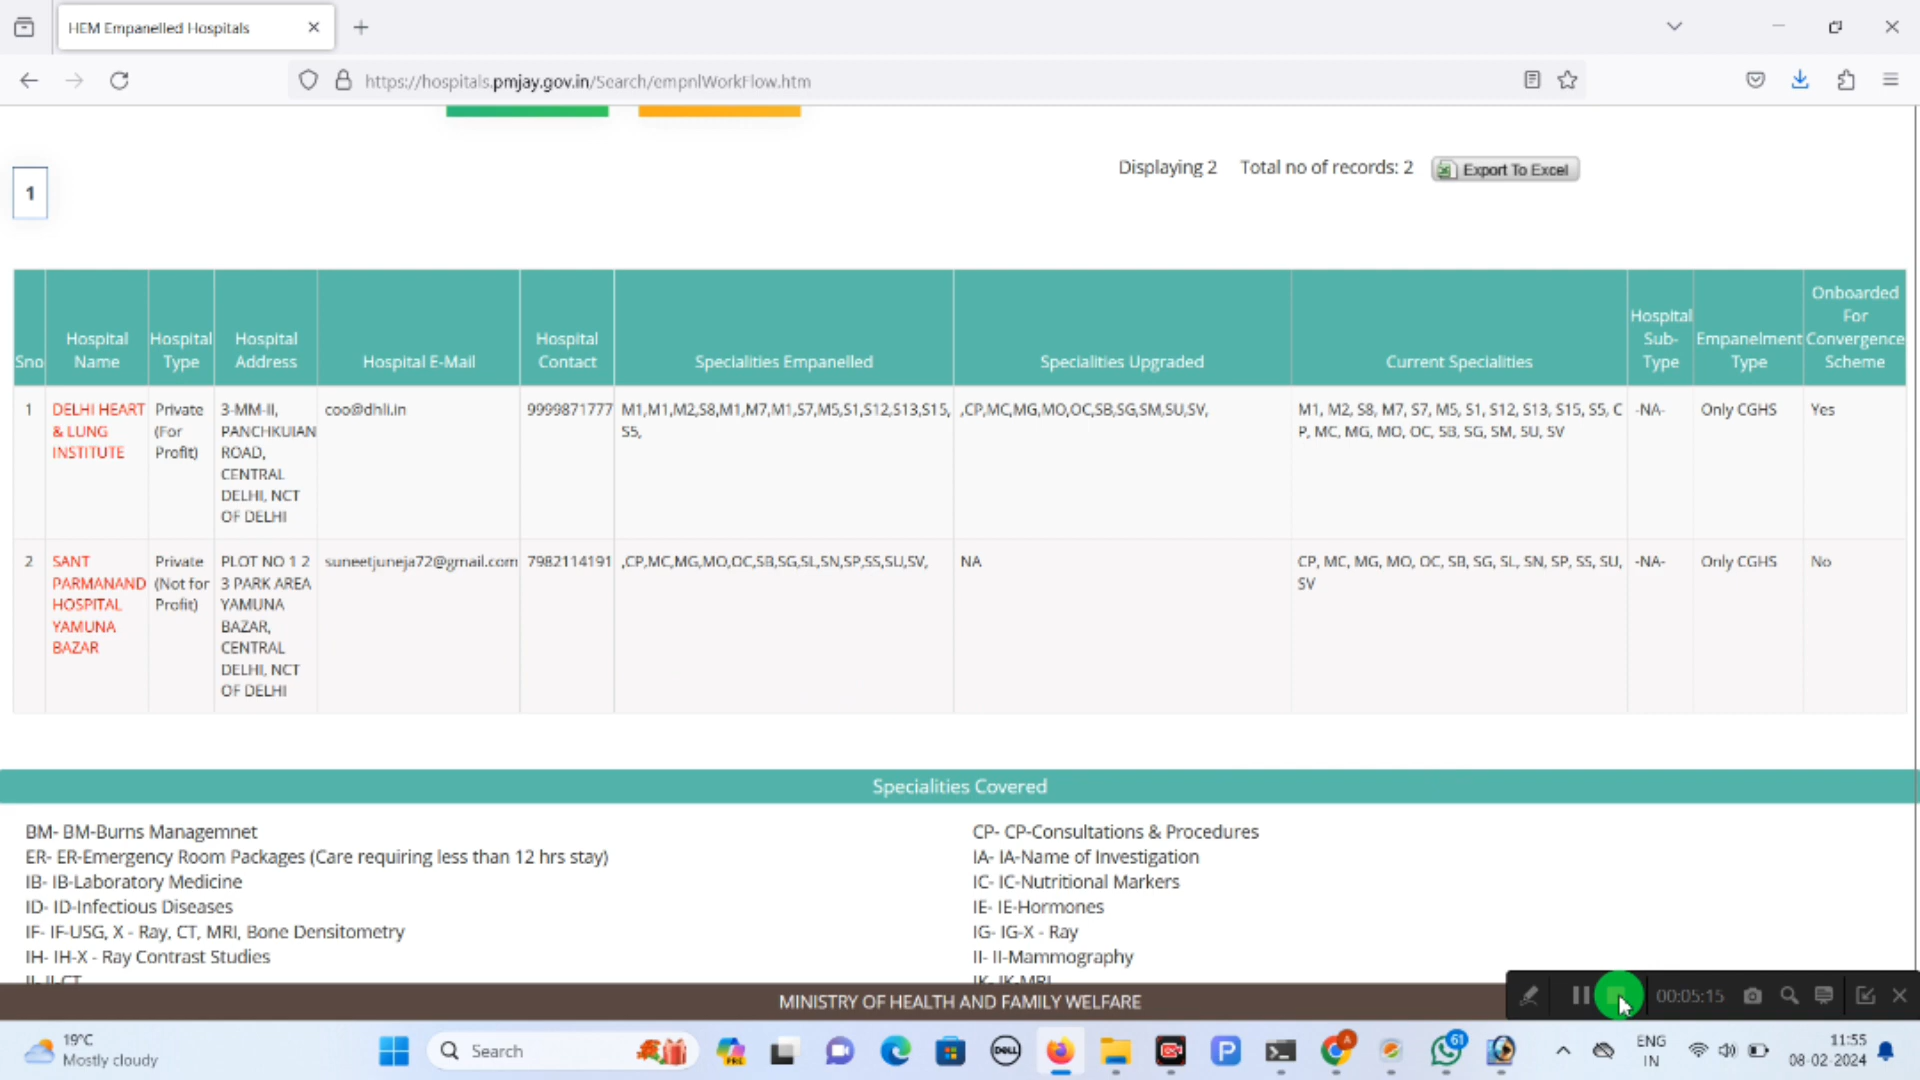 HEM Empanelled Hospitals
https://hospitals.pmjay.gov.in/Search/empnlWorkFlow.htm
Displaying 2 Total no of records: 2 Export To Excel
1
Sno Hospital Name Hospital Type Hospital Address Hospital E-Mail Hospital Contact Specialities Empanelled Specialities Upgraded Current Specialities Hospital Sub-Type Empanelment Type Onboarded For Convergence Scheme
1
DELHI HEART
& LUNG
INSTITUTE
Private
(For
Profit)
3-MM-II,
PANCHKUIAN
ROAD,
CENTRAL
DELHI, NCT
OF DELHI
coo@dhli.in
9999871777
M1,M1,M2,S8,M1,M7,M1,S7,M5,S1,S12,S13,S15,
S5,
,CP,MC,MG,MO,OC,SB,SG,SM,SU,SV,
M1, M2, S8, M7, S7, M5, S1, S12, S13, S15, S5, C
P, MC, MG, MO, OC, SB, SG, SM, SU, SV
-NA-
Only CGHS
Yes
2
SANT
PARMANAND
HOSPITAL
YAMUNA
BAZAR
Private
(Not for
Profit)
PLOT NO 1 2
3 PARK AREA
YAMUNA
BAZAR,
CENTRAL
DELHI, NCT
OF DELHI
suneetjuneja72@gmail.com
7982114191
,CP,MC,MG,MO,OC,SB,SG,SL,SN,SP,SS,SU,SV,
NA
CP, MC, MG, MO, OC, SB, SG, SL, SN, SP, SS, SU,
SV
-NA-
Only CGHS
No
Specialities Covered
BM- BM-Burns Managemnet
ER- ER-Emergency Room Packages (Care requiring less than 12 hrs stay)
IB- IB-Laboratory Medicine
ID- ID-Infectious Diseases
IF- IF-USG, X - Ray, CT, MRI, Bone Densitometry
IH- IH-X - Ray Contrast Studies
CP- CP-Consultations & Procedures
IA- IA-Name of Investigation
IC- IC-Nutritional Markers
IE- IE-Hormones
IG- IG-X - Ray
II- II-Mammography
IK- IK-MRI
MINISTRY OF HEALTH AND FAMILY WELFARE
00:05:15
19°C
Mostly cloudy
Search
PRE
DELL
A
61
ENG
IN
11:55
08-02-2024